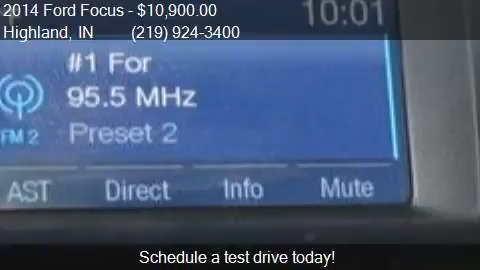 2014 Ford Focus - $10,900.00
Highland, IN (219) 924-3400
10:01
#1 For
95.5 MHz
FM 2 Preset 2
AST Direct Info Mute
Schedule a test drive today!